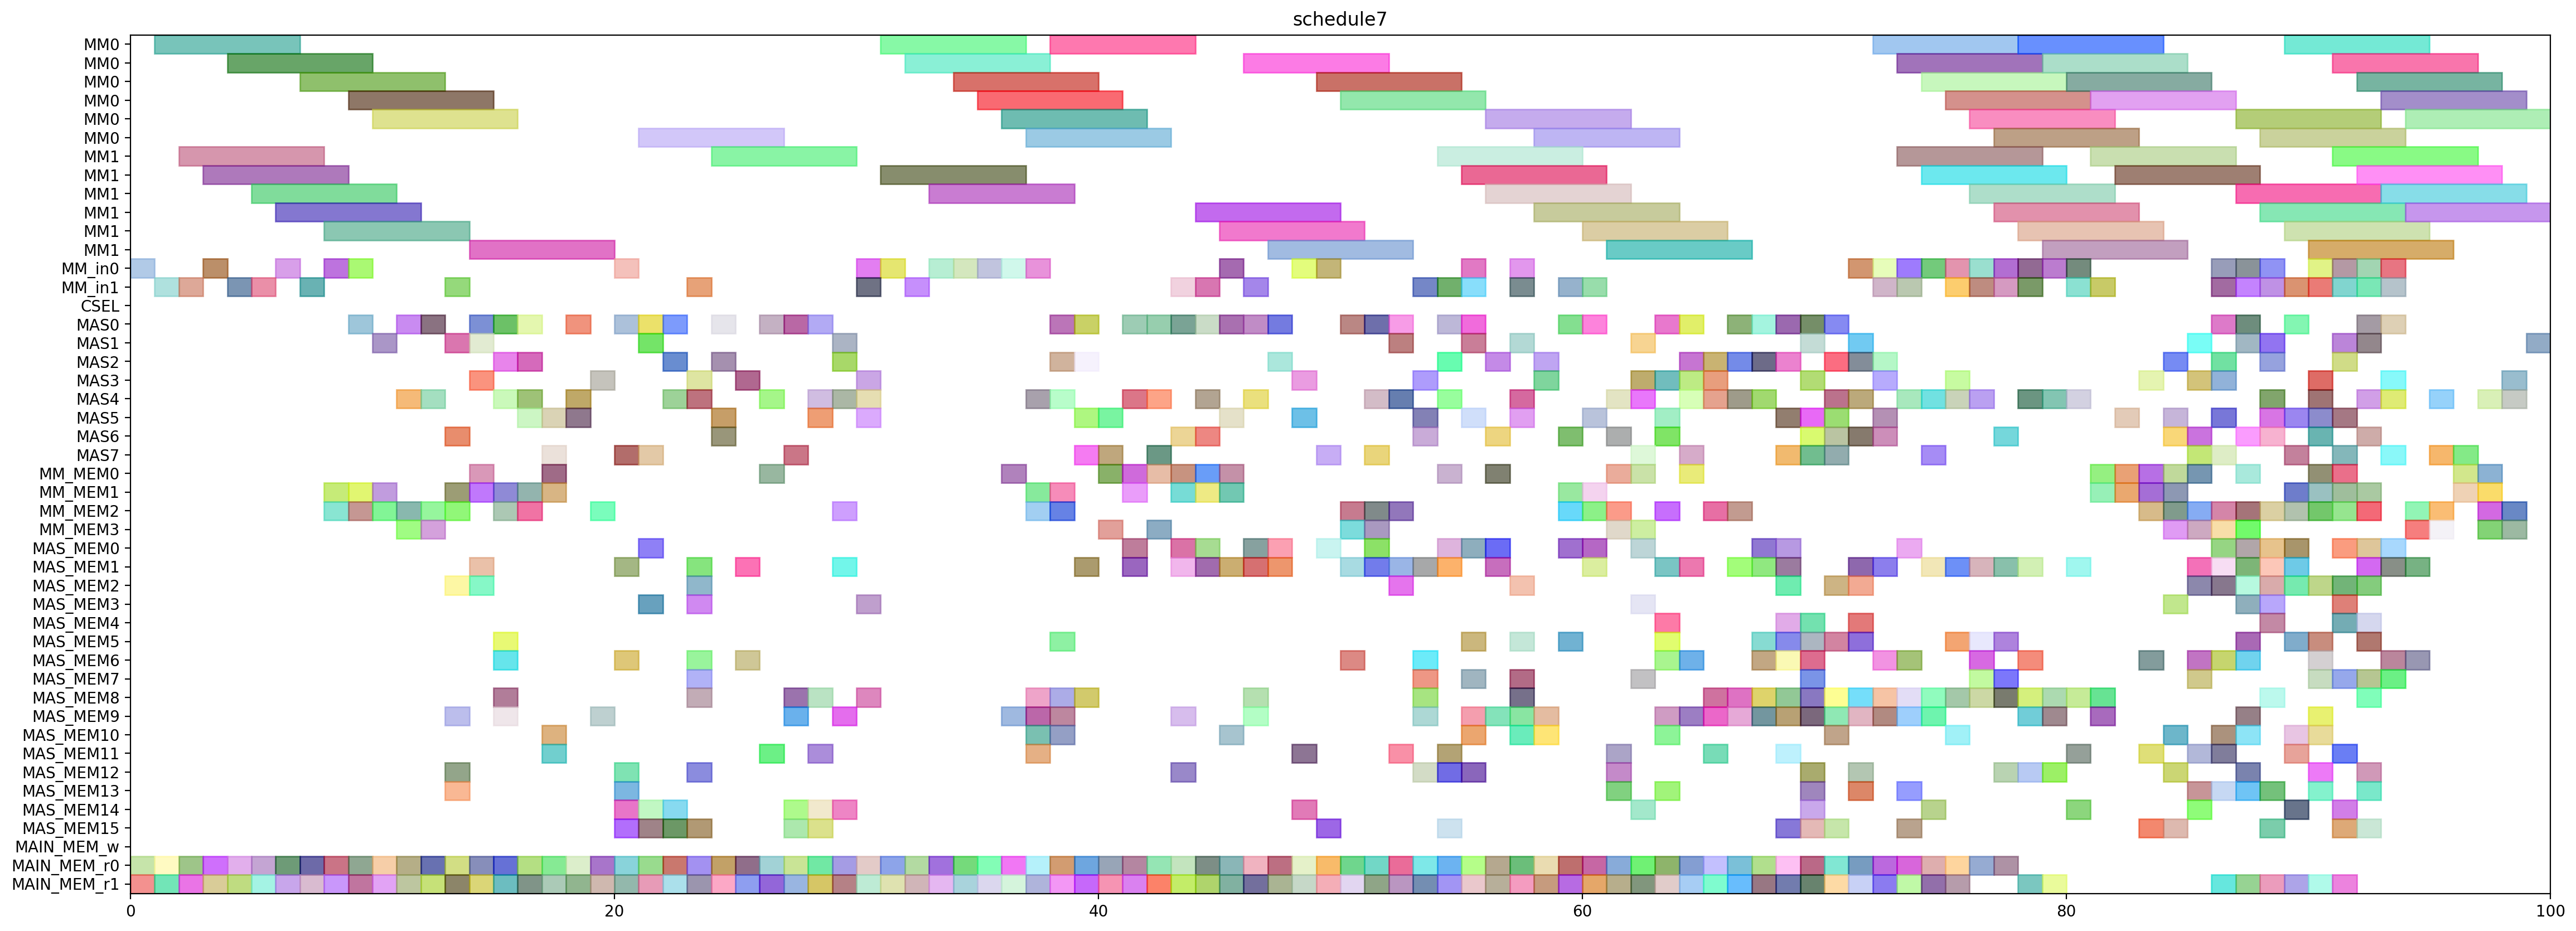 schedule7
MM0
MM0
MM0
MM0
MM0
MM0
MM1
MM1
MM1
MM1
MM1
MM1
MM_in0
MM_in1
CSEL
MAS0
MAS1
MAS2
MAS3
MAS4
MAS5
MAS6
MAS7
MM_MEM0
MM_MEM1
MM_MEM2
MM_MEM3
MAS_MEM0
MAS_MEM1
MAS_MEM2
MAS_MEM3
MAS_MEM4
MAS_MEM5
MAS_MEM6
MAS_MEM7
MAS_MEM8
MAS_MEM9
MAS_MEM10
MAS_MEM11
MAS_MEM12
MAS_MEM13
MAS_MEM14
MAS_MEM15
MAIN_MEM_w
MAIN_MEM_r0
MAIN_MEM_r1
0 20 40 60 80 100